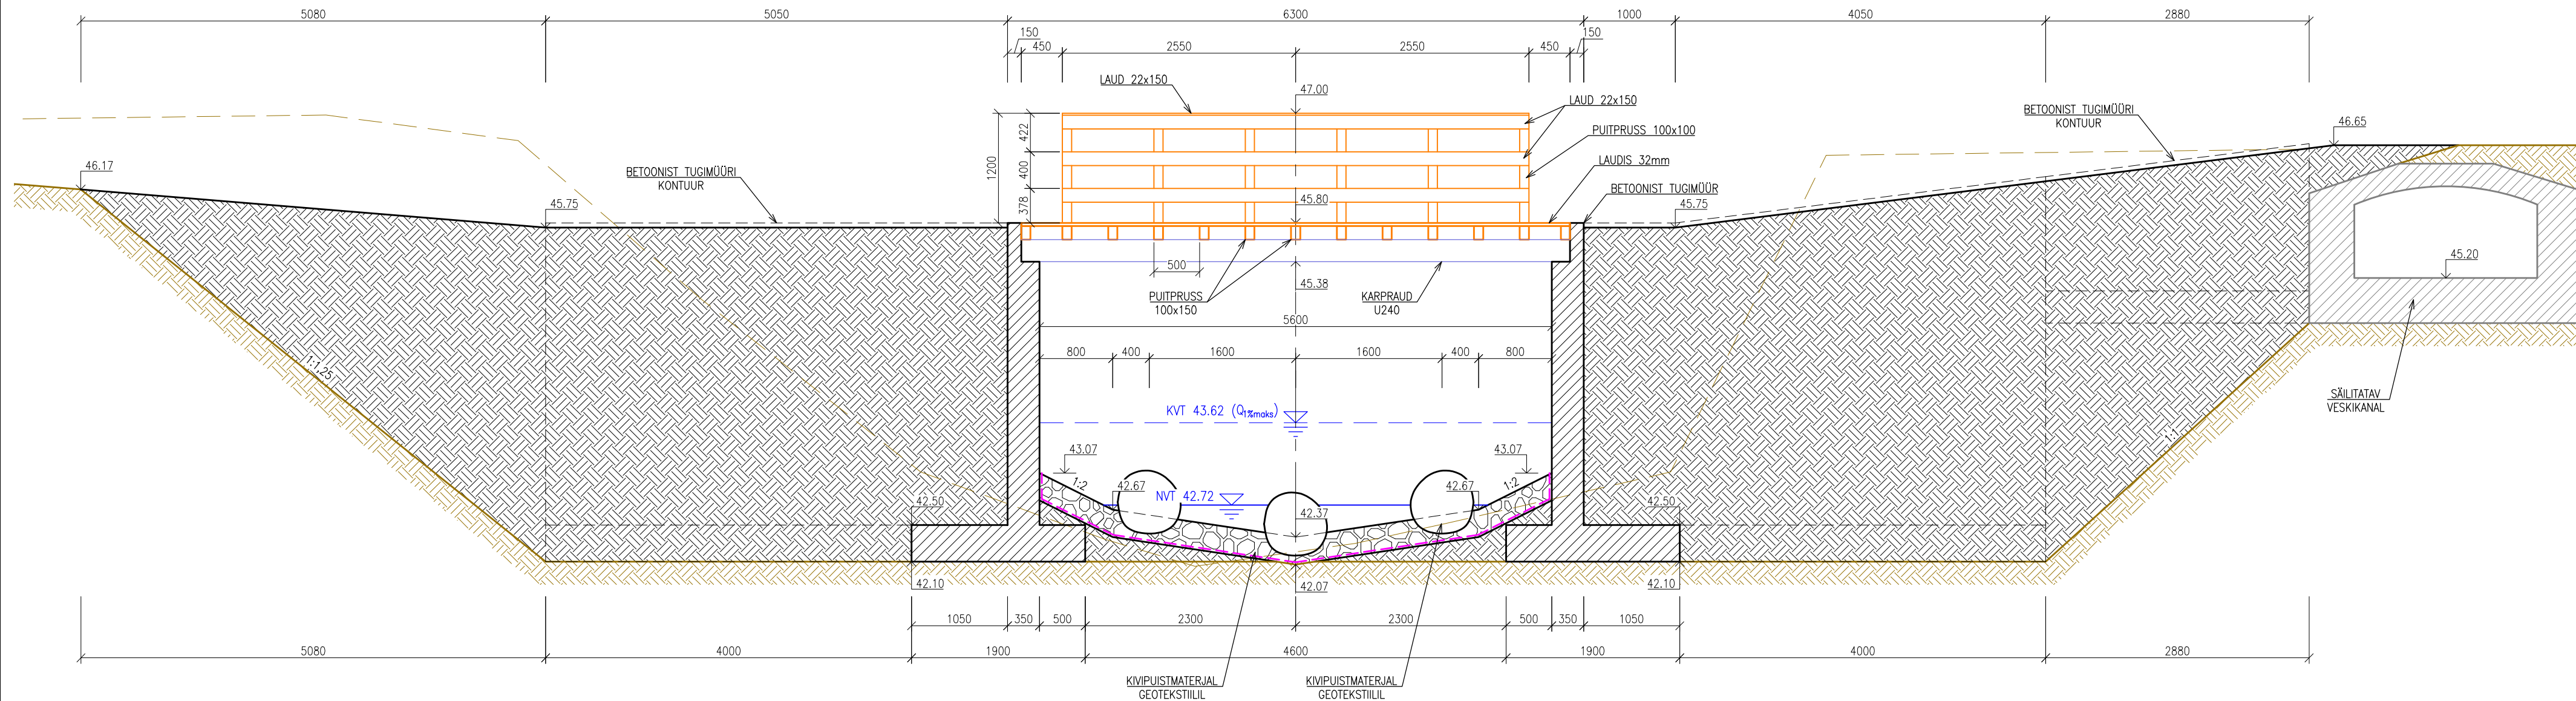 5080
5050
6300
1000
4050
2880
150
450
2550
2550
450
150
LAUD 22x150
47.00
LAUD 22x150
BETOONIST TUGIMÜÜRI
KONTUUR
46.65
422
PUITPRUSS 100x100
1200
400
LAUDIS 32mm
46.17
BETOONIST TUGIMÜÜRI
KONTUUR
BETOONIST TUGIMÜÜR
378
45.80
45.75
45.75
45.20
500
45.38
PUITPRUSS
100x150
KARPRAUD
U240
5600
800
400
1600
1600
400
800
1:1,25
SÄILITATAV
VESKIKANAL
KVT 43.62 (Q1%maks)
1:1
43.07
43.07
1:2
42.67
NVT 42.72
42.67
1:2
42.50
42.37
42.50
42.10
42.07
42.10
1050
350
500
2300
2300
500
350
1050
5080
4000
1900
4600
1900
4000
2880
KIVIPUISTMATERJAL
GEOTEKSTIILIL
KIVIPUISTMATERJAL
GEOTEKSTIILIL